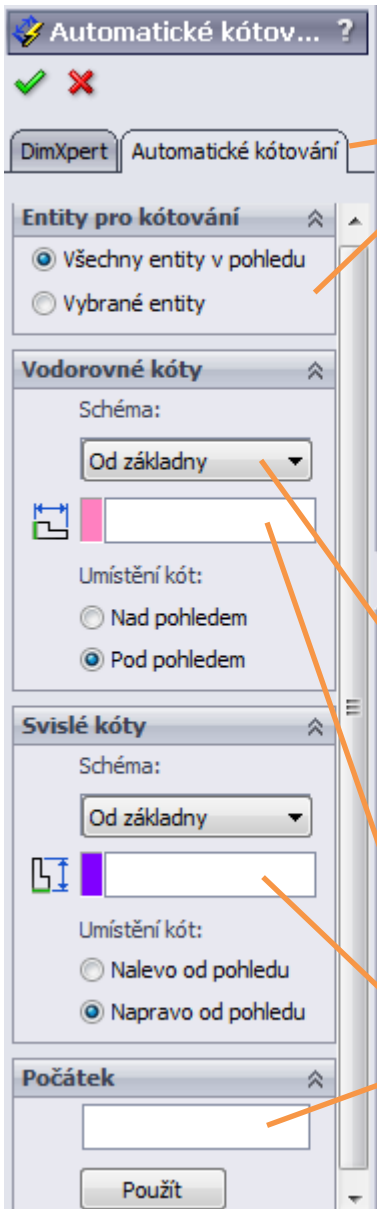 Automatické kótov... ?
DimXpert Automatické kótování
Entity pro kótování
Všechny entity v pohledu
Vybrané entity
Vodorovné kóty
Schéma:
Od základny
Umístění kót:
Nad pohledem
Pod pohledem
Svislé kóty
Schéma:
Od základny
Umístění kót:
Nalevo od pohledu
Napravo od pohledu
Počátek
Použít